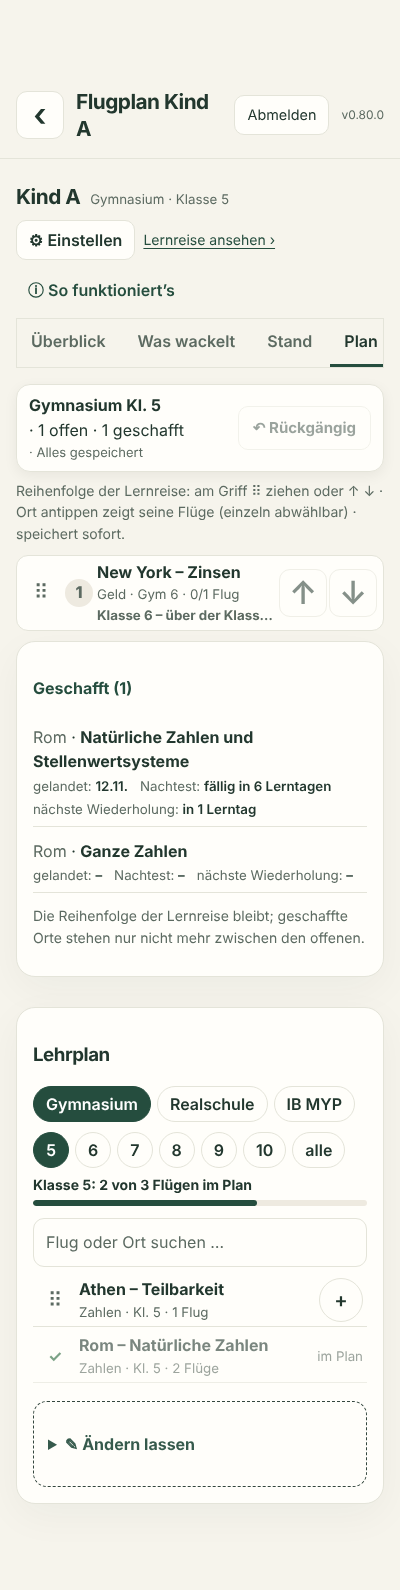 ‹ Flugplan Kind A Abmelden v0.80.0
Kind A Gymnasium · Klasse 5
⚙ Einstellen Lernreise ansehen ›
ⓘ So funktioniert's
Überblick Was wackelt Stand Plan
Gymnasium Kl. 5
· 1 offen · 1 geschafft
· Alles gespeichert
↶ Rückgängig
Reihenfolge der Lernreise: am Griff ⠿ ziehen oder ↑ ↓ ·
Ort antippen zeigt seine Flüge (einzeln abwählbar) ·
speichert sofort.
⠿ 1 New York – Zinsen
Geld · Gym 6 · 0/1 Flug
Klasse 6 – über der Klass…
↑ ↓
Geschafft (1)
Rom · Natürliche Zahlen und
Stellenwertsysteme
gelandet: 12.11. Nachtest: fällig in 6 Lerntagen
nächste Wiederholung: in 1 Lerntag
Rom · Ganze Zahlen
gelandet: – Nachtest: – nächste Wiederholung: –
Die Reihenfolge der Lernreise bleibt; geschaffte
Orte stehen nur nicht mehr zwischen den offenen.
Lehrplan
Gymnasium Realschule IB MYP
5 6 7 8 9 10 alle
Klasse 5: 2 von 3 Flügen im Plan
Flug oder Ort suchen …
⠿ Athen – Teilbarkeit +
Zahlen · Kl. 5 · 1 Flug
✓ Rom – Natürliche Zahlen im Plan
Zahlen · Kl. 5 · 2 Flüge
▶ ✎ Ändern lassen